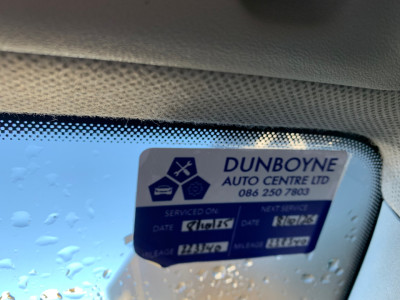 DUNBOYNE
AUTO CENTRE LTD
086 250 7803
SERVICED ON NEXT SERVICE
DATE DATE
MILEAGE MILEAGE